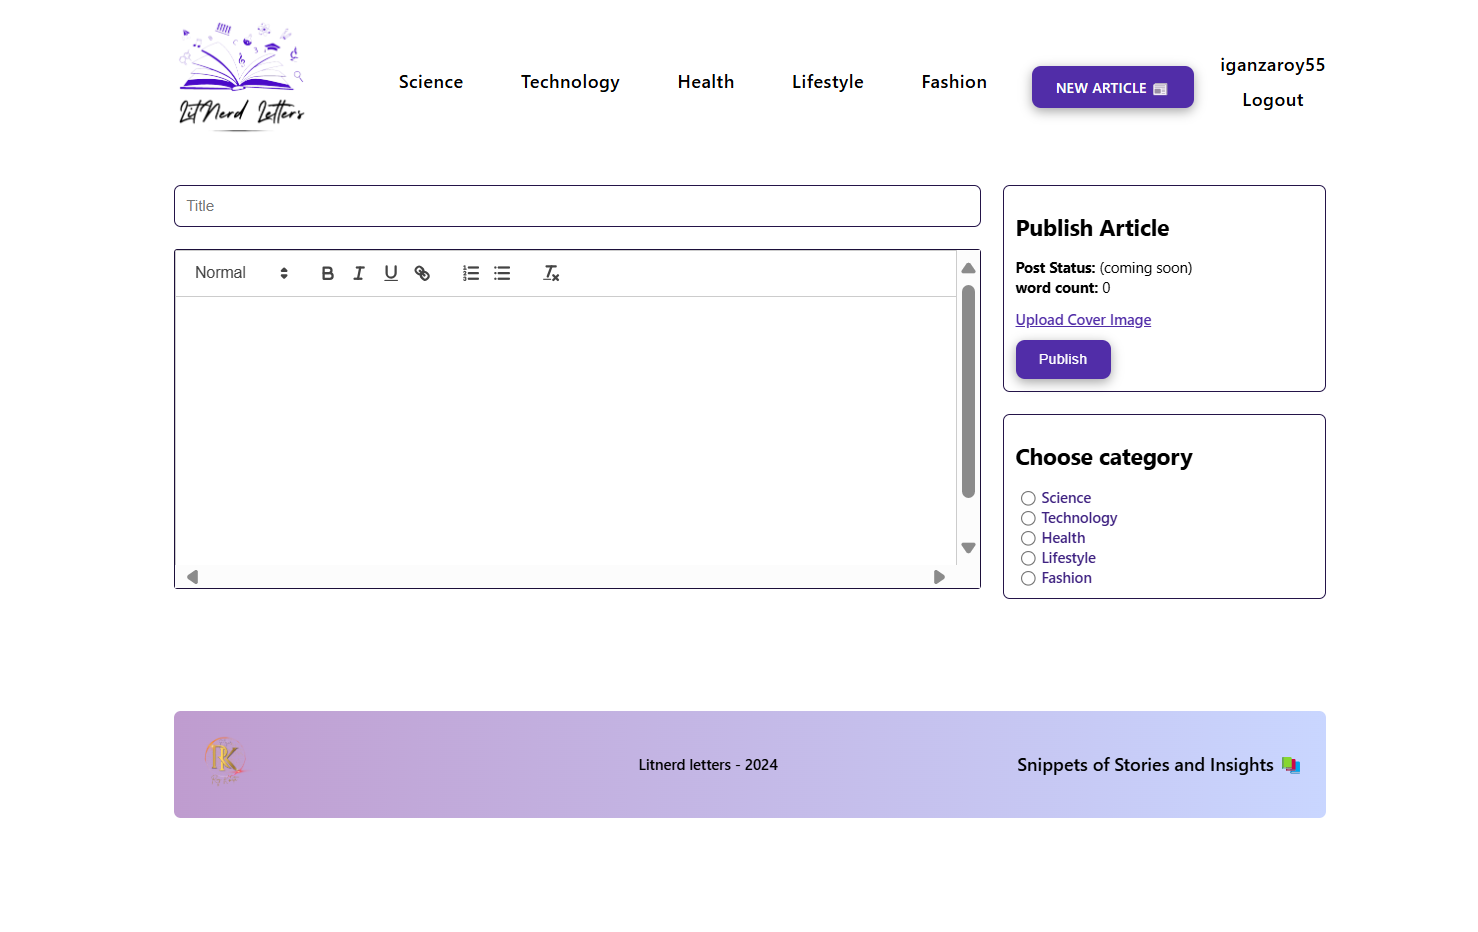 LitNerd Letters
Science
Technology
Health
Lifestyle
Fashion
NEW ARTICLE
iganzaroy55
Logout
Title
Normal
Publish Article
Post Status: (coming soon)
word count: 0
Upload Cover Image
Publish
Choose category
Science
Technology
Health
Lifestyle
Fashion
Litnerd letters - 2024
Snippets of Stories and Insights